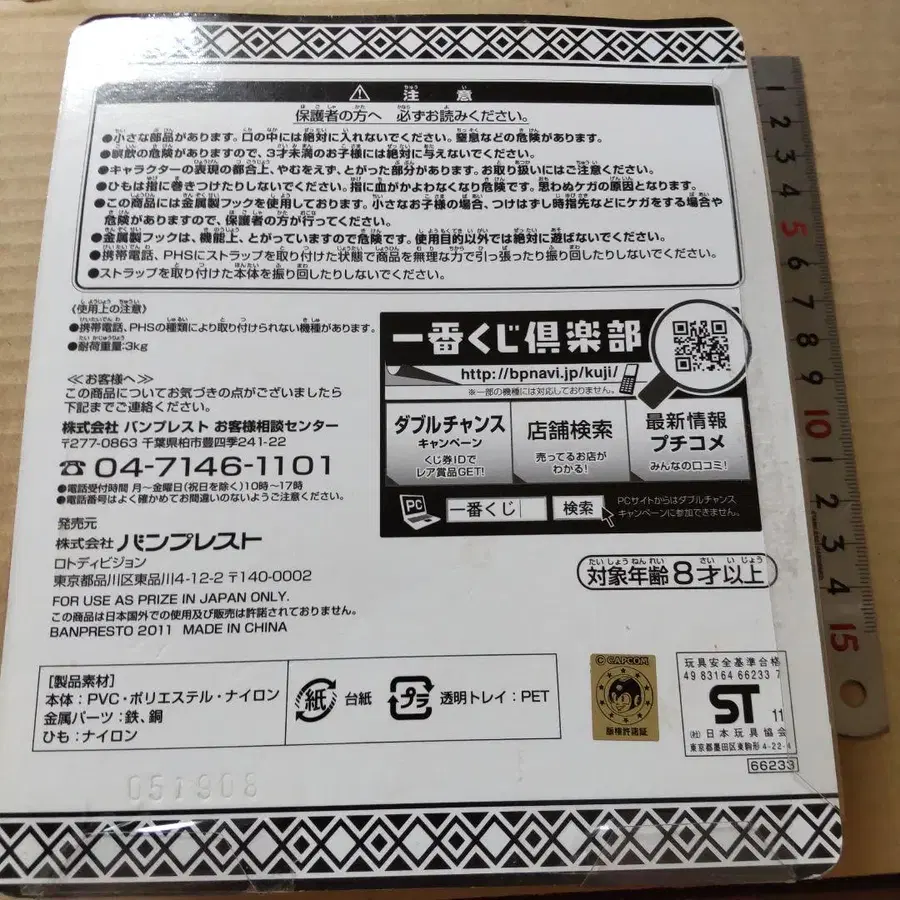 ⚠ 注 意
保護者の方へ 必ずお読みください。
●小さな部品があります。口の中には絶対に入れないでください。窒息などの危険があります。
●誤飲の危険がありますので、3才未満のお子様には絶対に与えないでください。
●キャラクターの表現の都合上、やむをえず、とがった部分があります。お取り扱いにはご注意ください。
●ひもは指に巻きつけたりしないでください。指に血がかよわなくなり危険です。思わぬケガの原因となります。
●この商品には金属製フックを使用しております。小さなお子様の場合、つけはずし時指先などにケガをする場合や
危険がありますので、保護者の方が行ってください。
●金属製フックは、機能上、とがっていますので危険です。使用目的以外では絶対に遊ばないでください。
●携帯電話、PHSにストラップを取り付けた状態で商品を無理な力で引っ張ったり振り回したりしないでください。
●ストラップを取り付けた本体を振り回したりしないでください。
《使用上の注意》
●携帯電話、PHSの種類により取り付けられない機種があります。
●耐荷重量:3kg
≪お客様へ≫
この商品についてお気づきの点がございましたら
下記までご連絡ください。
株式会社 バンプレスト お客様相談センター
〒277-0863 千葉県柏市豊四季241-22
☎ 04-7146-1101
●電話受付時間 月〜金曜日(祝日を除く)10時〜17時
●電話番号はよく確かめてお間違いのないようご注意ください。
発売元
株式会社 バンプレスト
ロトディビジョン
東京都品川区東品川4-12-2 〒140-0002
FOR USE AS PRIZE IN JAPAN ONLY.
この商品は日本国外での使用及び販売は許諾されておりません。
BANPRESTO 2011 MADE IN CHINA
一番くじ倶楽部
http://bpnavi.jp/kuji/
※一部の機種には対応しておりません。
ダブルチャンス
キャンペーン
くじ券IDで
レア賞品GET!
店舗検索
売ってるお店が
わかる!
最新情報
プチコメ
みんなの口コミ!
PC
一番くじ
検索
PCサイトからはダブルチャンス
キャンペーンに参加できません。
対象年齢8才以上
[製品素材]
本体:PVC・ポリエステル・ナイロン
金属パーツ:鉄、銅
ひも:ナイロン
紙 台紙
プラ 透明トレイ:PET
© CAPCOM
版権許諾証
玩具安全基準合格
49 83164 66233 7
ST 11
(社)日本玩具協会
東京都墨田区東駒形4-22-4
66233
051908
1 2 3 4 5 6 7 8 9 10 1 2 3 4 15